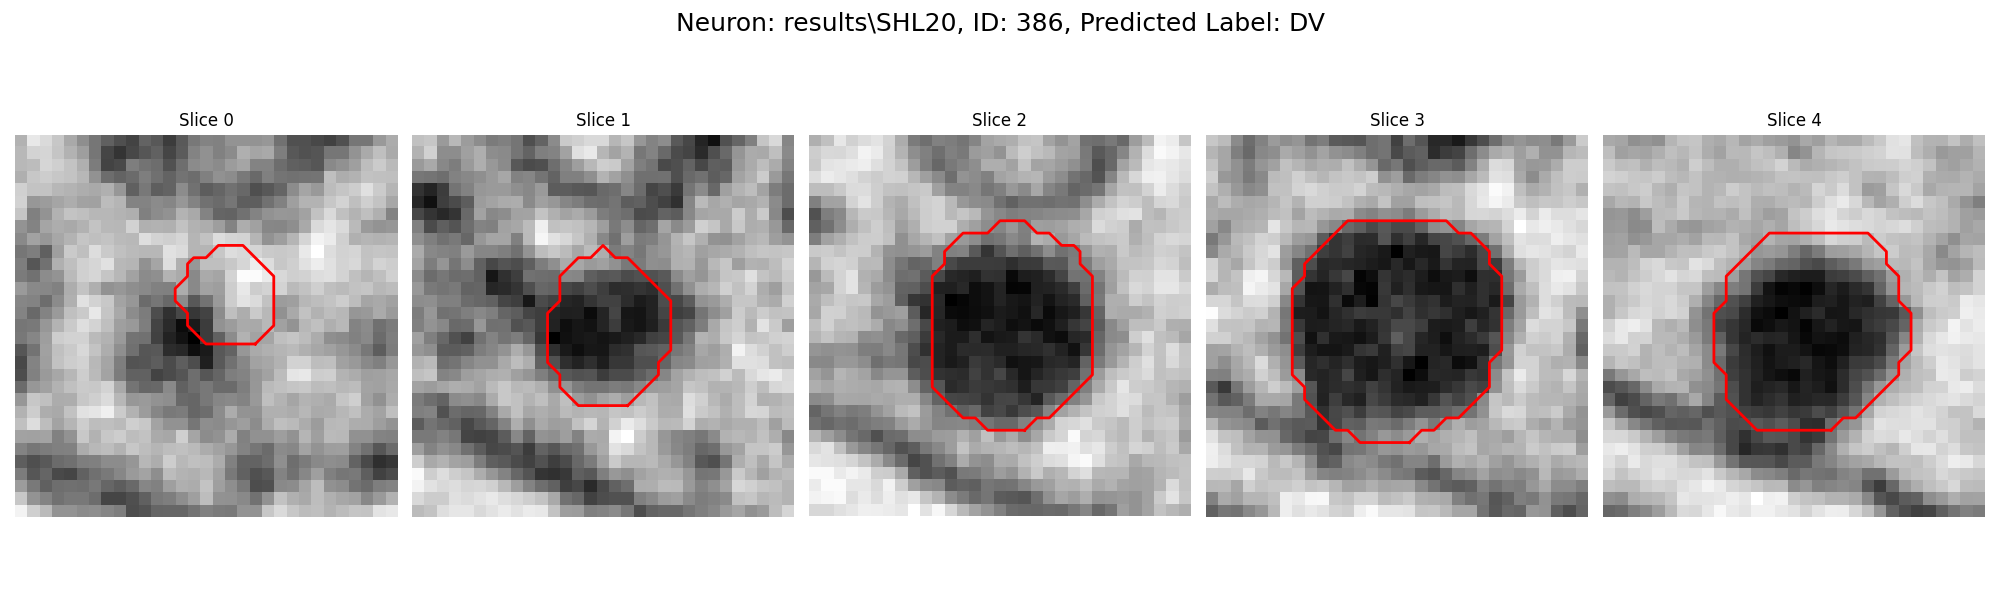 Neuron: results\SHL20, ID: 386, Predicted Label: DV
Slice 0
Slice 1
Slice 2
Slice 3
Slice 4